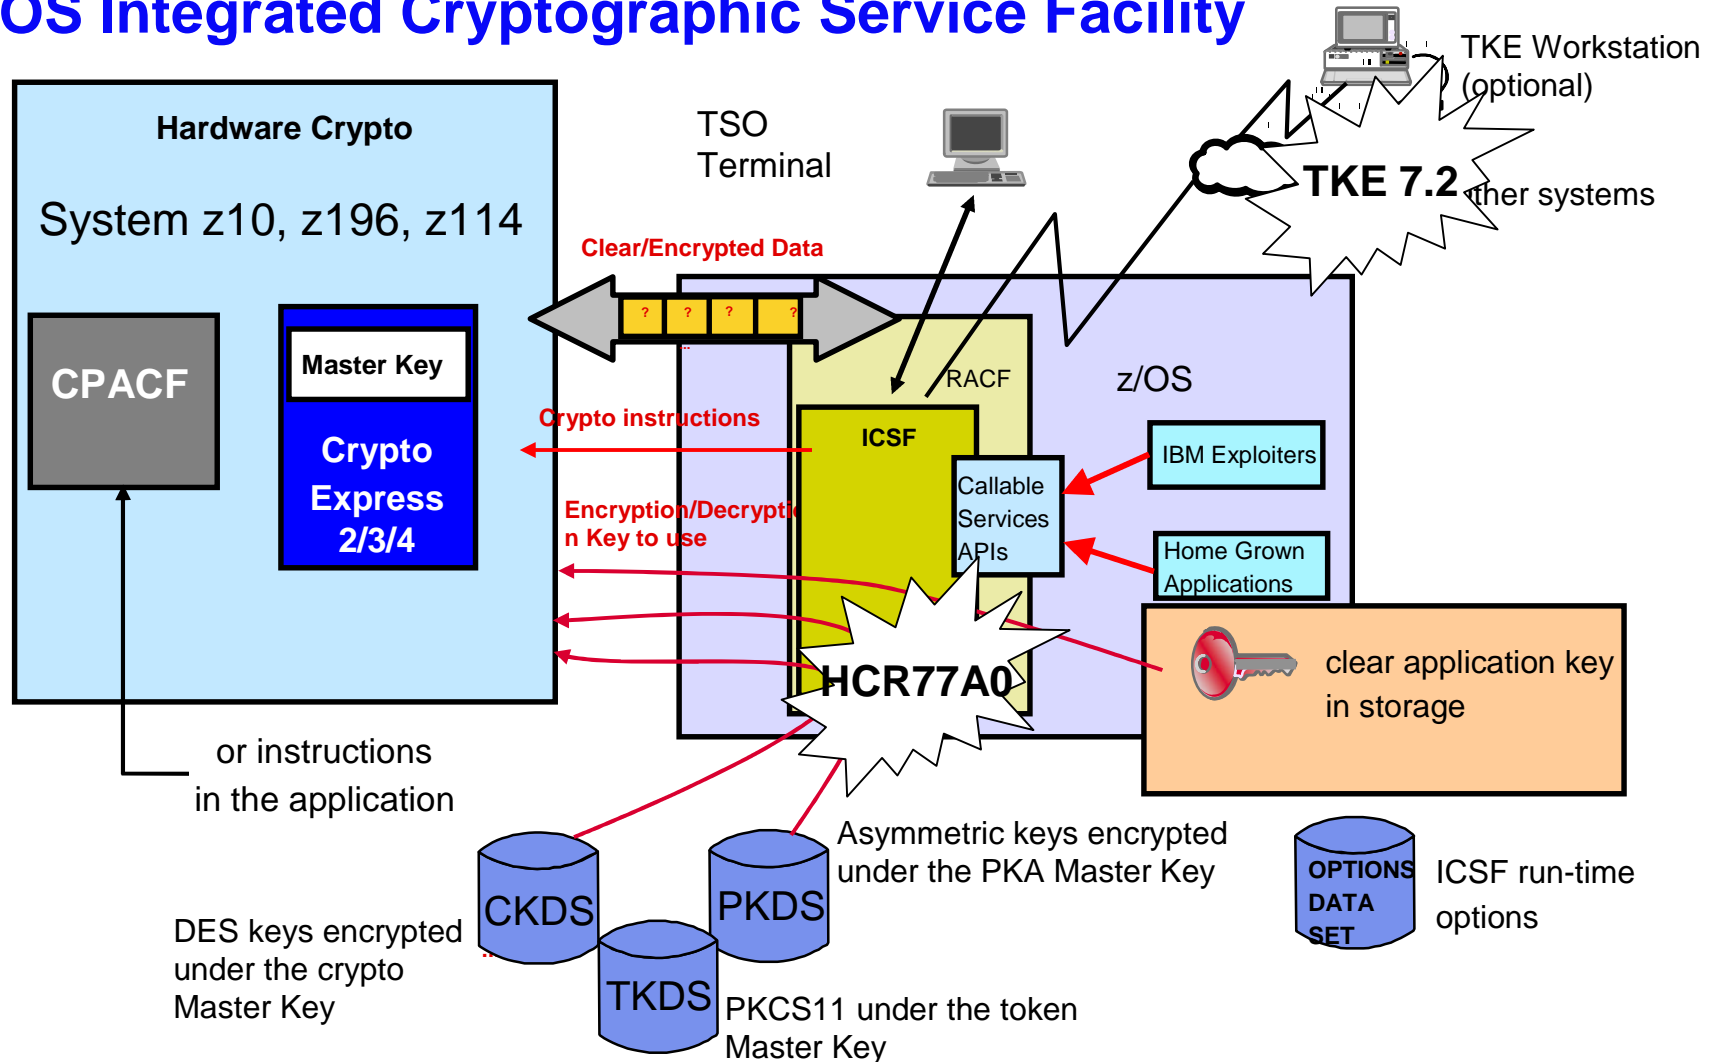 OS Integrated Cryptographic Service Facility
TKE Workstation
(optional)
Hardware Crypto
TSO
Terminal
TKE 7.2
ther systems
System z10, z196, z114
Clear/Encrypted Data
? ? ? ?
...
Master Key
CPACF
RACF
z/OS
Crypto instructions
ICSF
IBM Exploiters
Crypto
Express
2/3/4
Callable
Services
APIs
Encryption/Decryptio
n Key to use
Home Grown
Applications
HCR77A0
clear application key
in storage
or instructions
in the application
Asymmetric keys encrypted
under the PKA Master Key
OPTIONS
DATA
SET
ICSF run-time
options
CKDS
PKDS
DES keys encrypted
under the crypto
Master Key
..
TKDS
PKCS11 under the token
Master Key